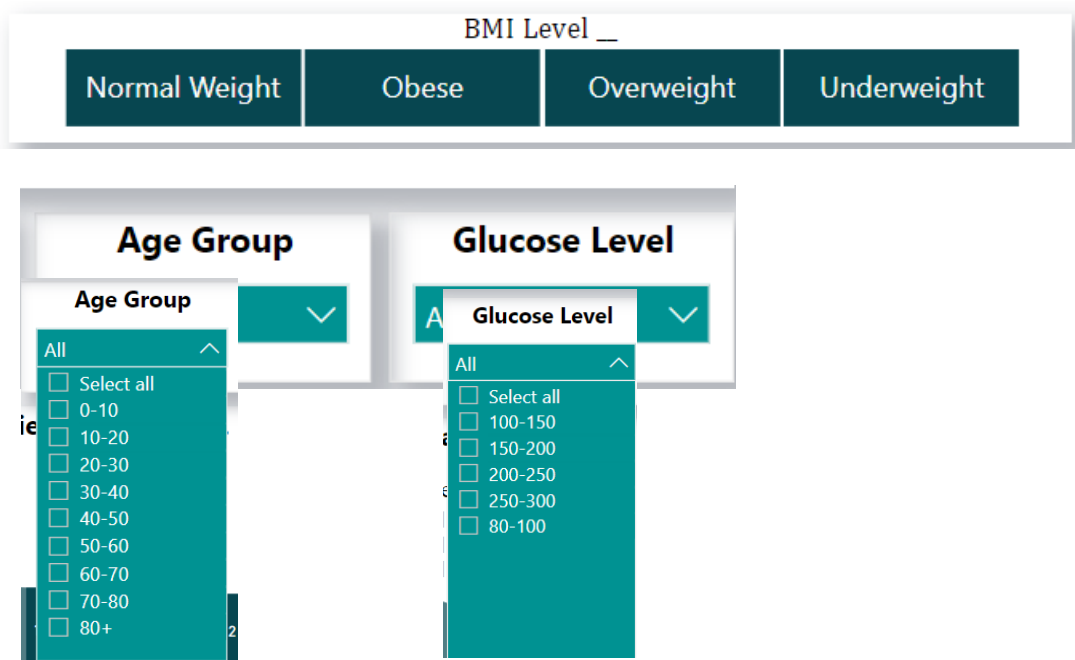 BMI Level __
Normal Weight Obese Overweight Underweight
Age Group Glucose Level
Age Group
All
Select all
0-10
10-20
20-30
30-40
40-50
50-60
60-70
70-80
80+
Glucose Level
All
Select all
100-150
150-200
200-250
250-300
80-100